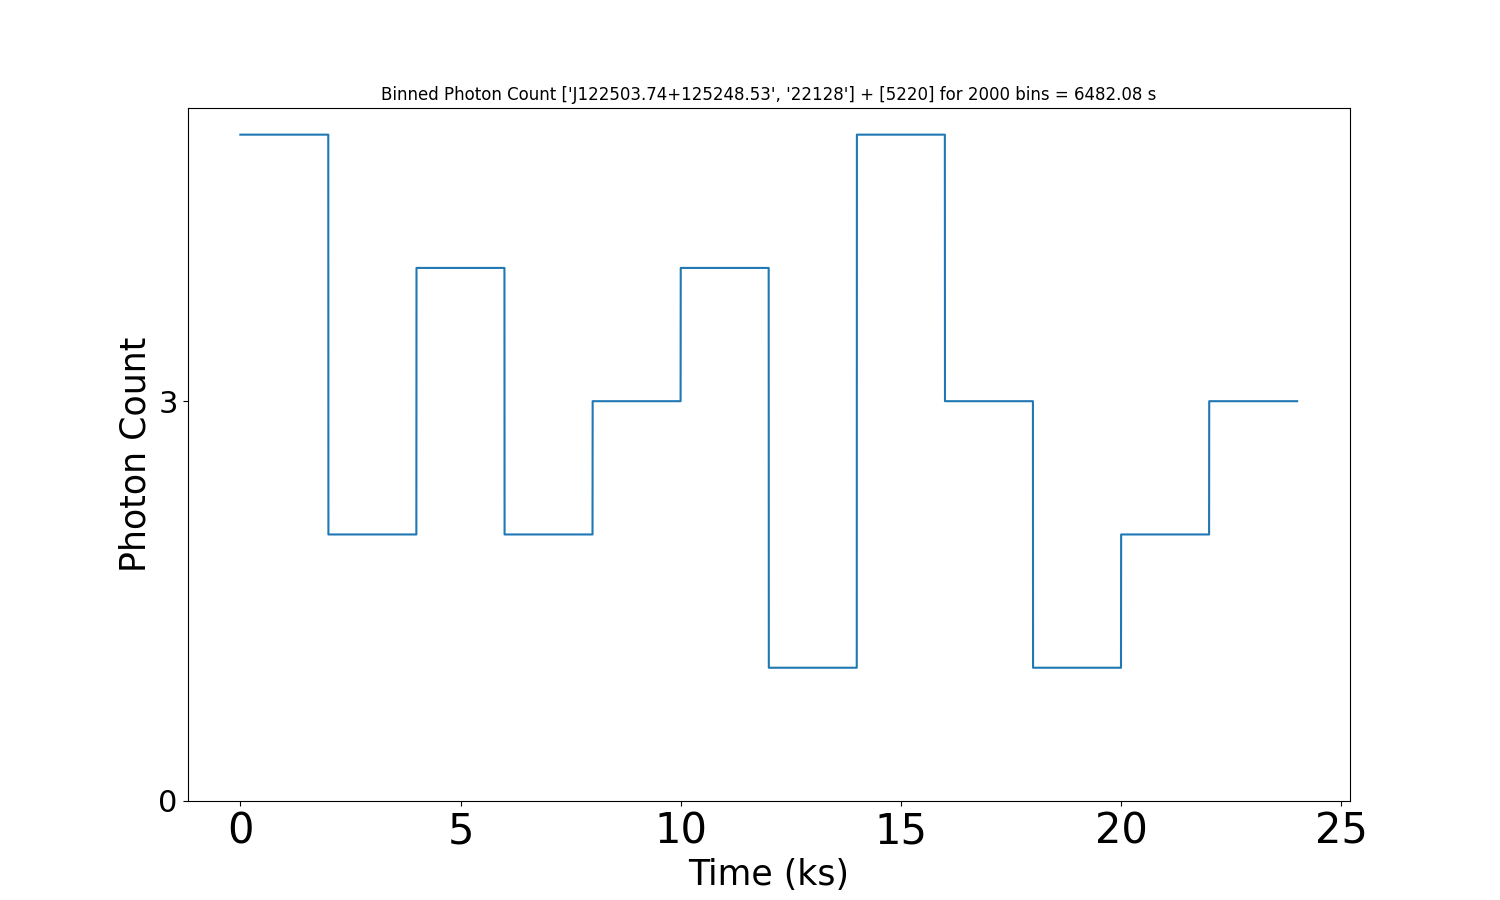 Binned Photon Count ['J122503.74+125248.53', '22128'] + [5220] for 2000 bins = 6482.08 s
Photon Count
3
0
0 5 10 15 20 25
Time (ks)